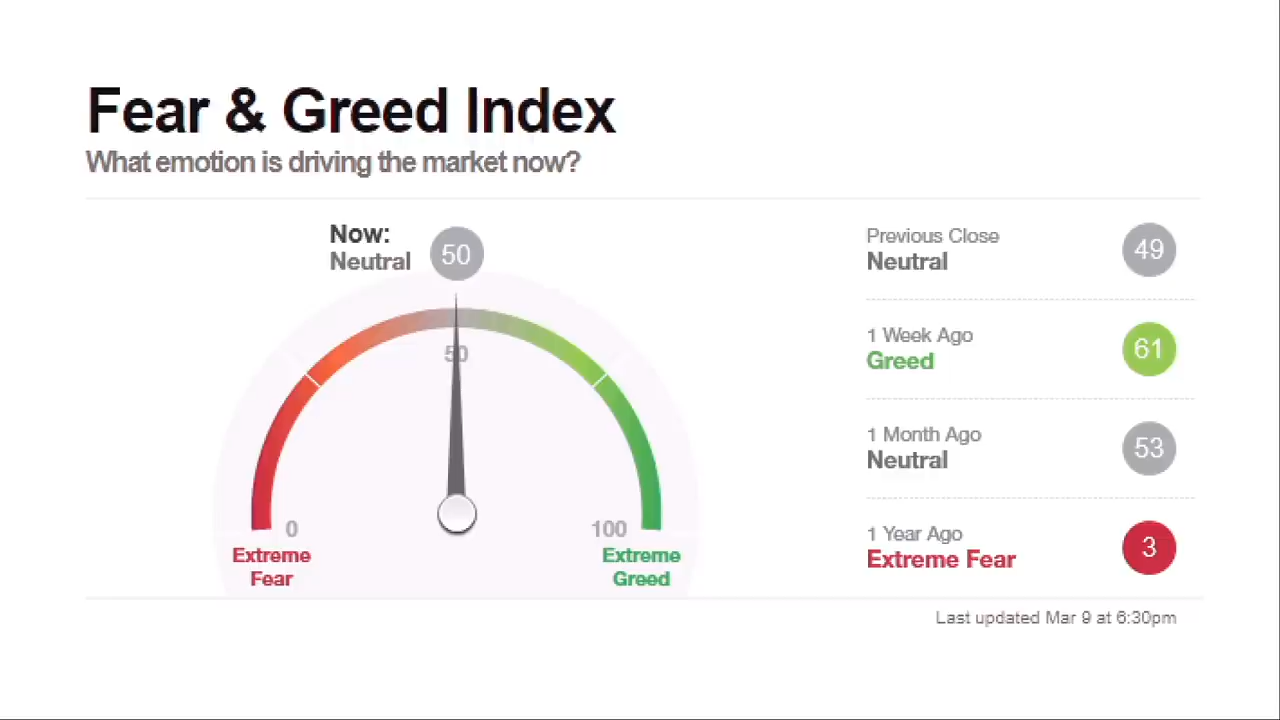 Fear & Greed Index
What emotion is driving the market now?
Now:
Neutral
50
50
0
100
Extreme
Fear
Extreme
Greed
Previous Close
Neutral
49
1 Week Ago
Greed
61
1 Month Ago
Neutral
53
1 Year Ago
Extreme Fear
3
Last updated Mar 9 at 6:30pm